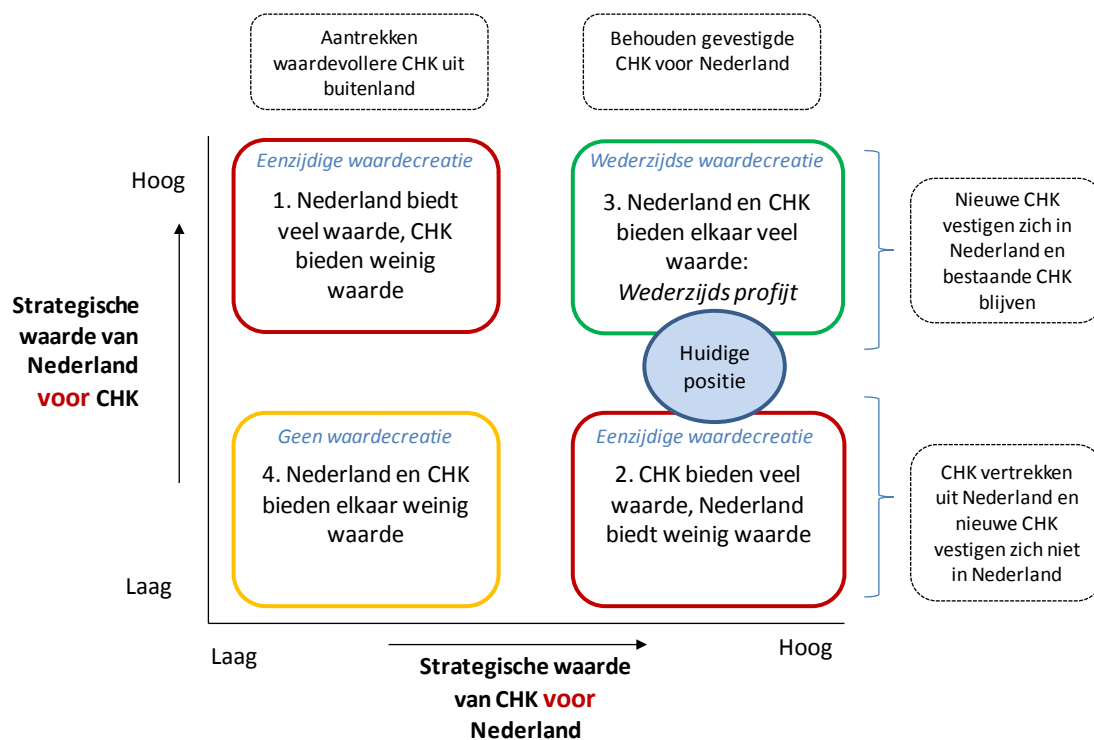 Aantrekken
waardevollere CHK uit
buitenland
Behouden gevestigde
CHK voor Nederland
Hoog
Strategische
waarde van
Nederland
voor CHK
Laag
Eenzijdige waardecreatie
1. Nederland biedt
veel waarde, CHK
bieden weinig
waarde
Wederzijdse waardecreatie
3. Nederland en CHK
bieden elkaar veel
waarde:
Wederzijds profijt
Nieuwe CHK
vestigen zich in
Nederland en
bestaande CHK
blijven
Huidige
positie
Geen waardecreatie
4. Nederland en CHK
bieden elkaar weinig
waarde
Eenzijdige waardecreatie
2. CHK bieden veel
waarde, Nederland
biedt weinig waarde
CHK vertrekken
uit Nederland en
nieuwe CHK
vestigen zich niet
in Nederland
Laag
Hoog
Strategische waarde
van CHK voor
Nederland